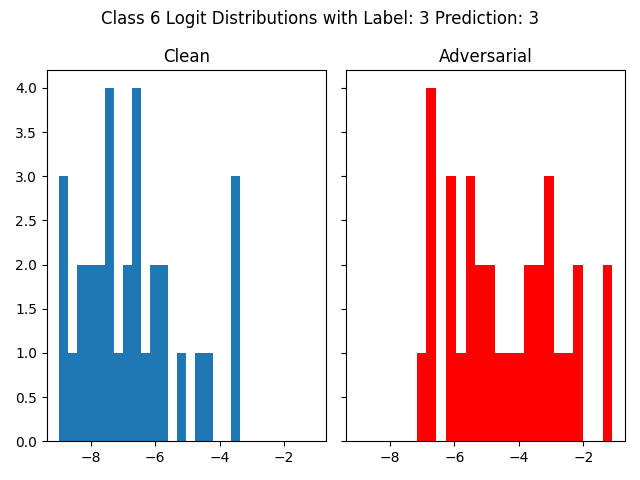 Class 6 Logit Distributions with Label: 3 Prediction: 3
Clean
Adversarial
4.0
3.5
3.0
2.5
2.0
1.5
1.0
0.5
0.0
−8 −6 −4 −2
−8 −6 −4 −2